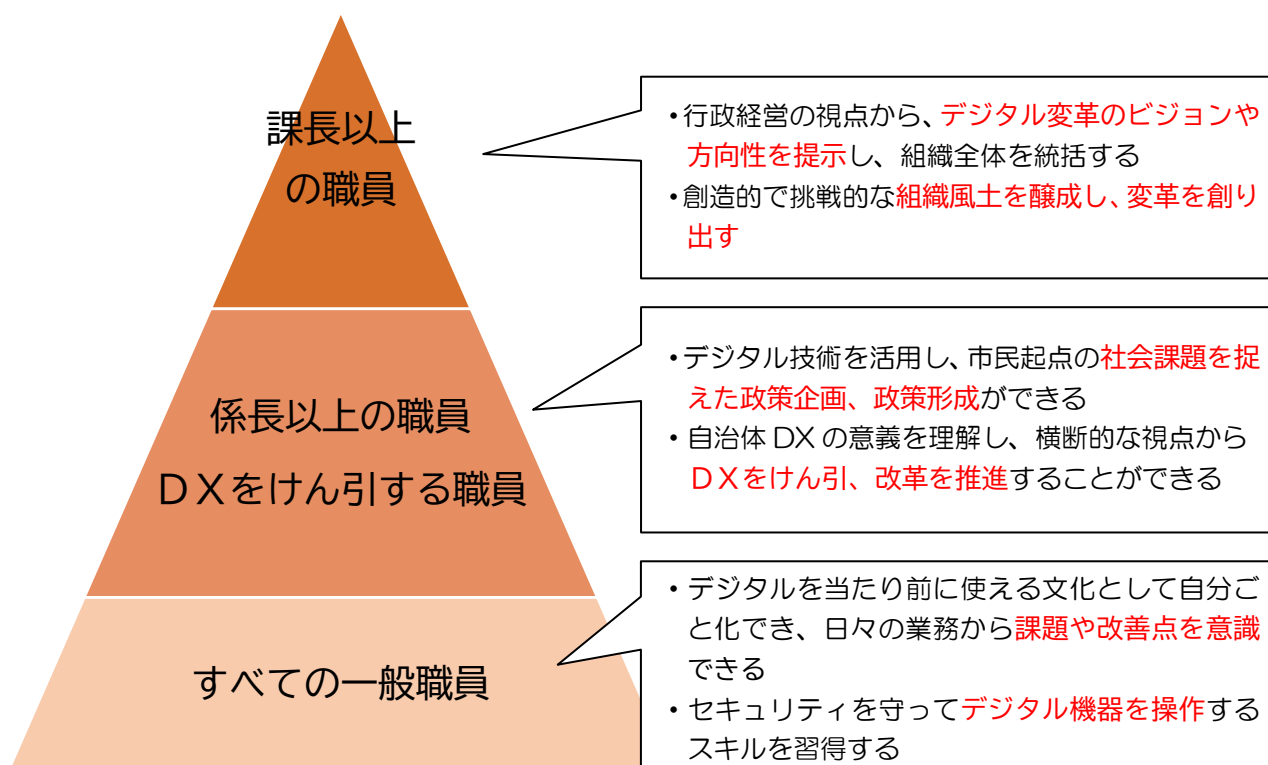 課長以上
の職員
・行政経営の視点から、デジタル変革のビジョンや
方向性を提示し、組織全体を統括する
・創造的で挑戦的な組織風土を醸成し、変革を創り
出す
係長以上の職員
ＤＸをけん引する職員
・デジタル技術を活用し、市民起点の社会課題を捉
えた政策企画、政策形成ができる
・自治体 DX の意義を理解し、横断的な視点から
ＤＸをけん引、改革を推進することができる
すべての一般職員
・デジタルを当たり前に使える文化として自分ご
と化でき、日々の業務から課題や改善点を意識
できる
・セキュリティを守ってデジタル機器を操作する
スキルを習得する